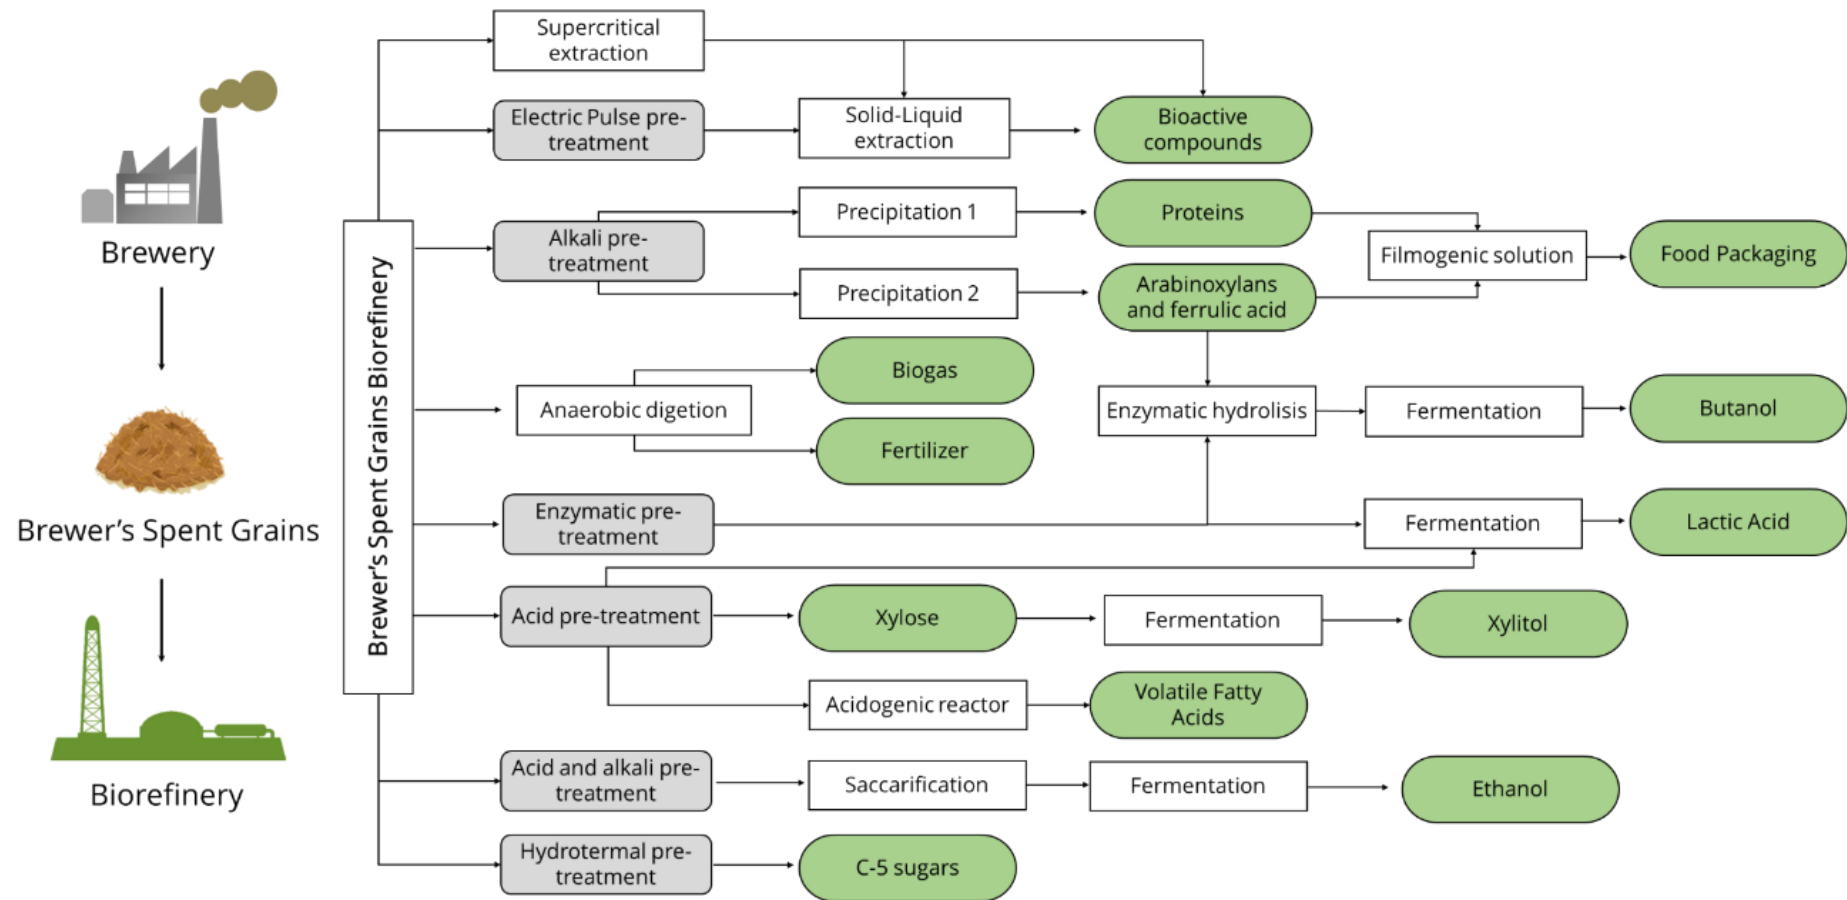 Brewery
Brewer's Spent Grains
Biorefinery
Brewer's Spent Grains Biorefinery
Supercritical
extraction
Electric Pulse pre-
treatment
Solid-Liquid
extraction
Bioactive
compounds
Alkali pre-
treatment
Precipitation 1
Proteins
Precipitation 2
Arabinoxylans
and ferrulic acid
Filmogenic solution
Food Packaging
Anaerobic digetion
Biogas
Fertilizer
Enzymatic hydrolisis
Fermentation
Butanol
Enzymatic pre-
treatment
Fermentation
Lactic Acid
Acid pre-treatment
Xylose
Fermentation
Xylitol
Acidogenic reactor
Volatile Fatty
Acids
Acid and alkali pre-
treatment
Saccarification
Fermentation
Ethanol
Hydrotermal pre-
treatment
C-5 sugars